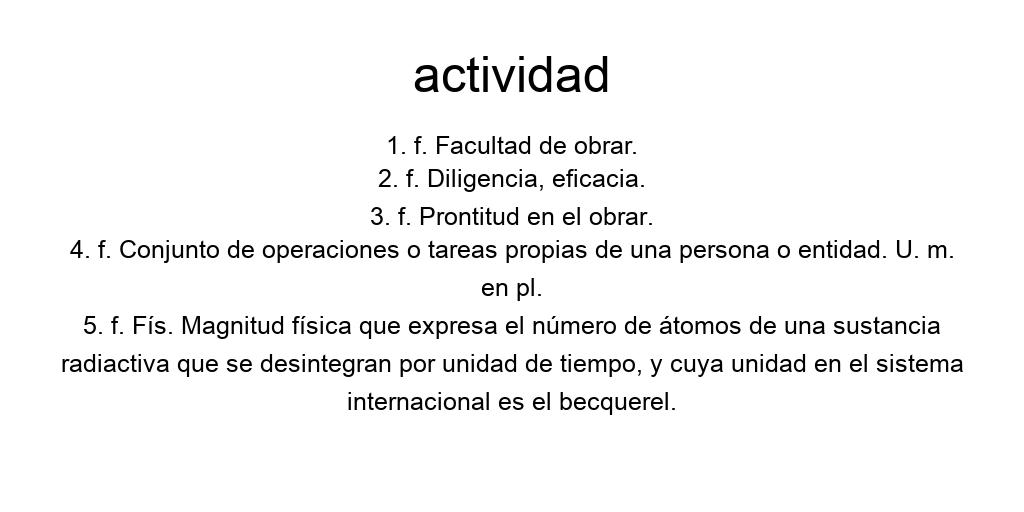 actividad
1. f. Facultad de obrar.
2. f. Diligencia, eficacia.
3. f. Prontitud en el obrar.
4. f. Conjunto de operaciones o tareas propias de una persona o entidad. U. m.
en pl.
5. f. Fís. Magnitud física que expresa el número de átomos de una sustancia
radiactiva que se desintegran por unidad de tiempo, y cuya unidad en el sistema
internacional es el becquerel.